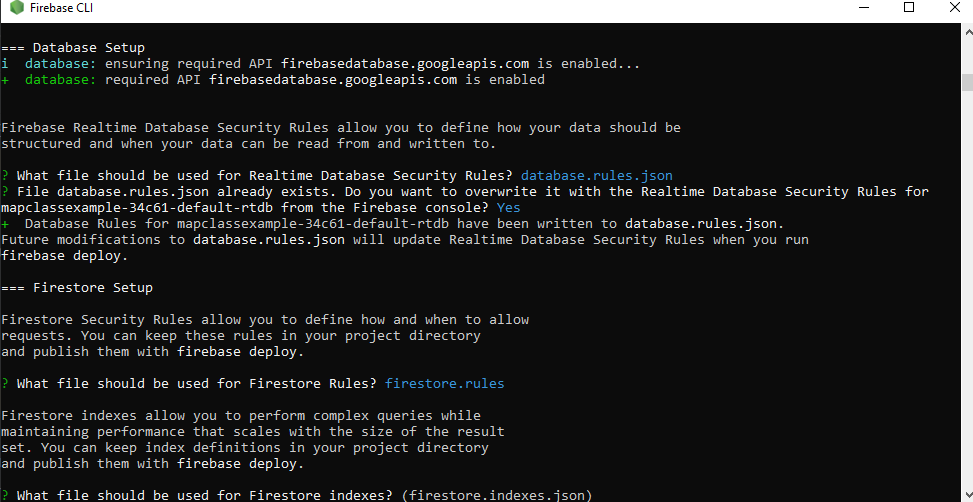 Firebase CLI
=== Database Setup
i  database: ensuring required API firebasedatabase.googleapis.com is enabled...
+  database: required API firebasedatabase.googleapis.com is enabled
Firebase Realtime Database Security Rules allow you to define how your data should be
structured and when your data can be read from and written to.
? What file should be used for Realtime Database Security Rules? database.rules.json
? File database.rules.json already exists. Do you want to overwrite it with the Realtime Database Security Rules for
mapclassexample-34c61-default-rtdb from the Firebase console? Yes
+  Database Rules for mapclassexample-34c61-default-rtdb have been written to database.rules.json.
Future modifications to database.rules.json will update Realtime Database Security Rules when you run
firebase deploy.
=== Firestore Setup
Firestore Security Rules allow you to define how and when to allow
requests. You can keep these rules in your project directory
and publish them with firebase deploy.
? What file should be used for Firestore Rules? firestore.rules
Firestore indexes allow you to perform complex queries while
maintaining performance that scales with the size of the result
set. You can keep index definitions in your project directory
and publish them with firebase deploy.
? What file should be used for Firestore indexes? (firestore.indexes.json)